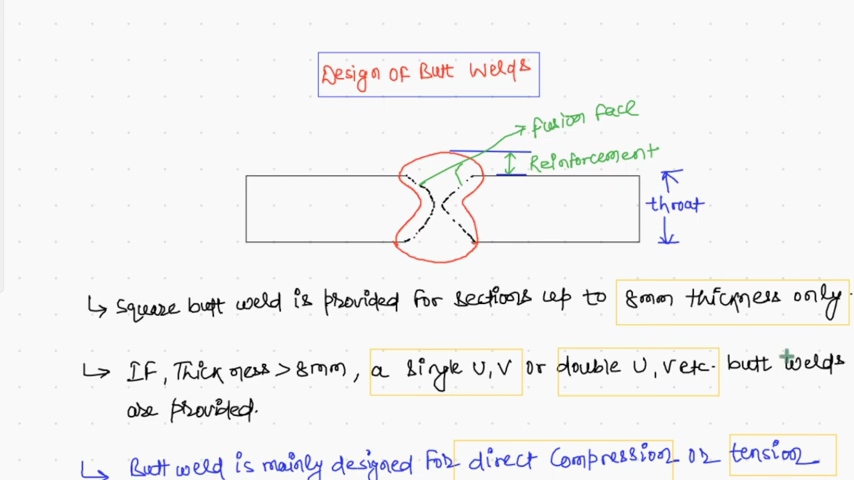 Design of Butt Welds
fusion face
Reinforcement
throat
↳ Square butt weld is provided for sections up to 8mm thickness only.
↳ If, Thickness > 8mm, a single U, V or double U, V etc. butt welds
are provided.
↳ Butt weld is mainly designed for direct compression or tension